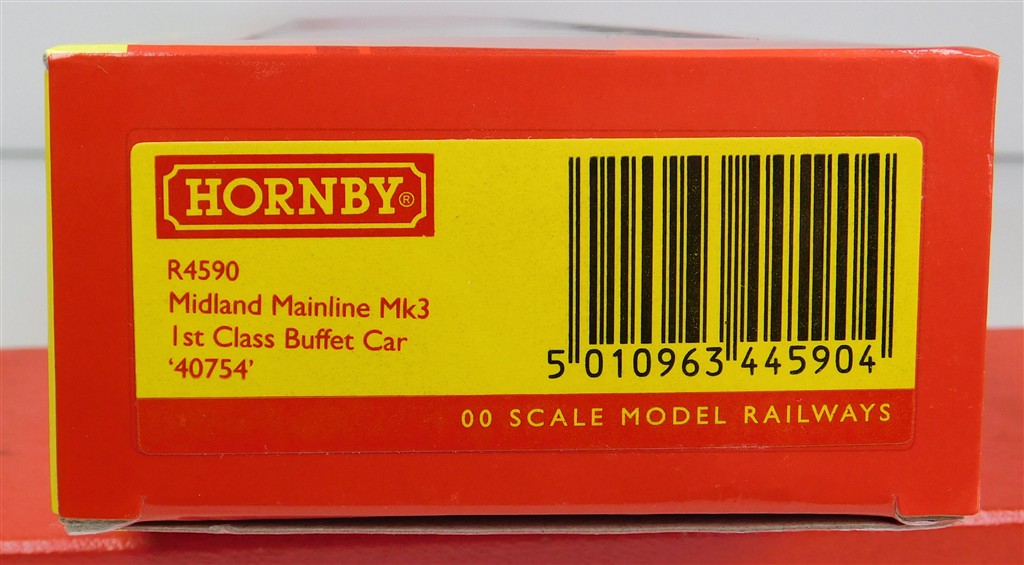 HORNBY®
R4590
Midland Mainline Mk3
1st Class Buffet Car
‘40754’
5 010963 445904
00 SCALE MODEL RAILWAYS